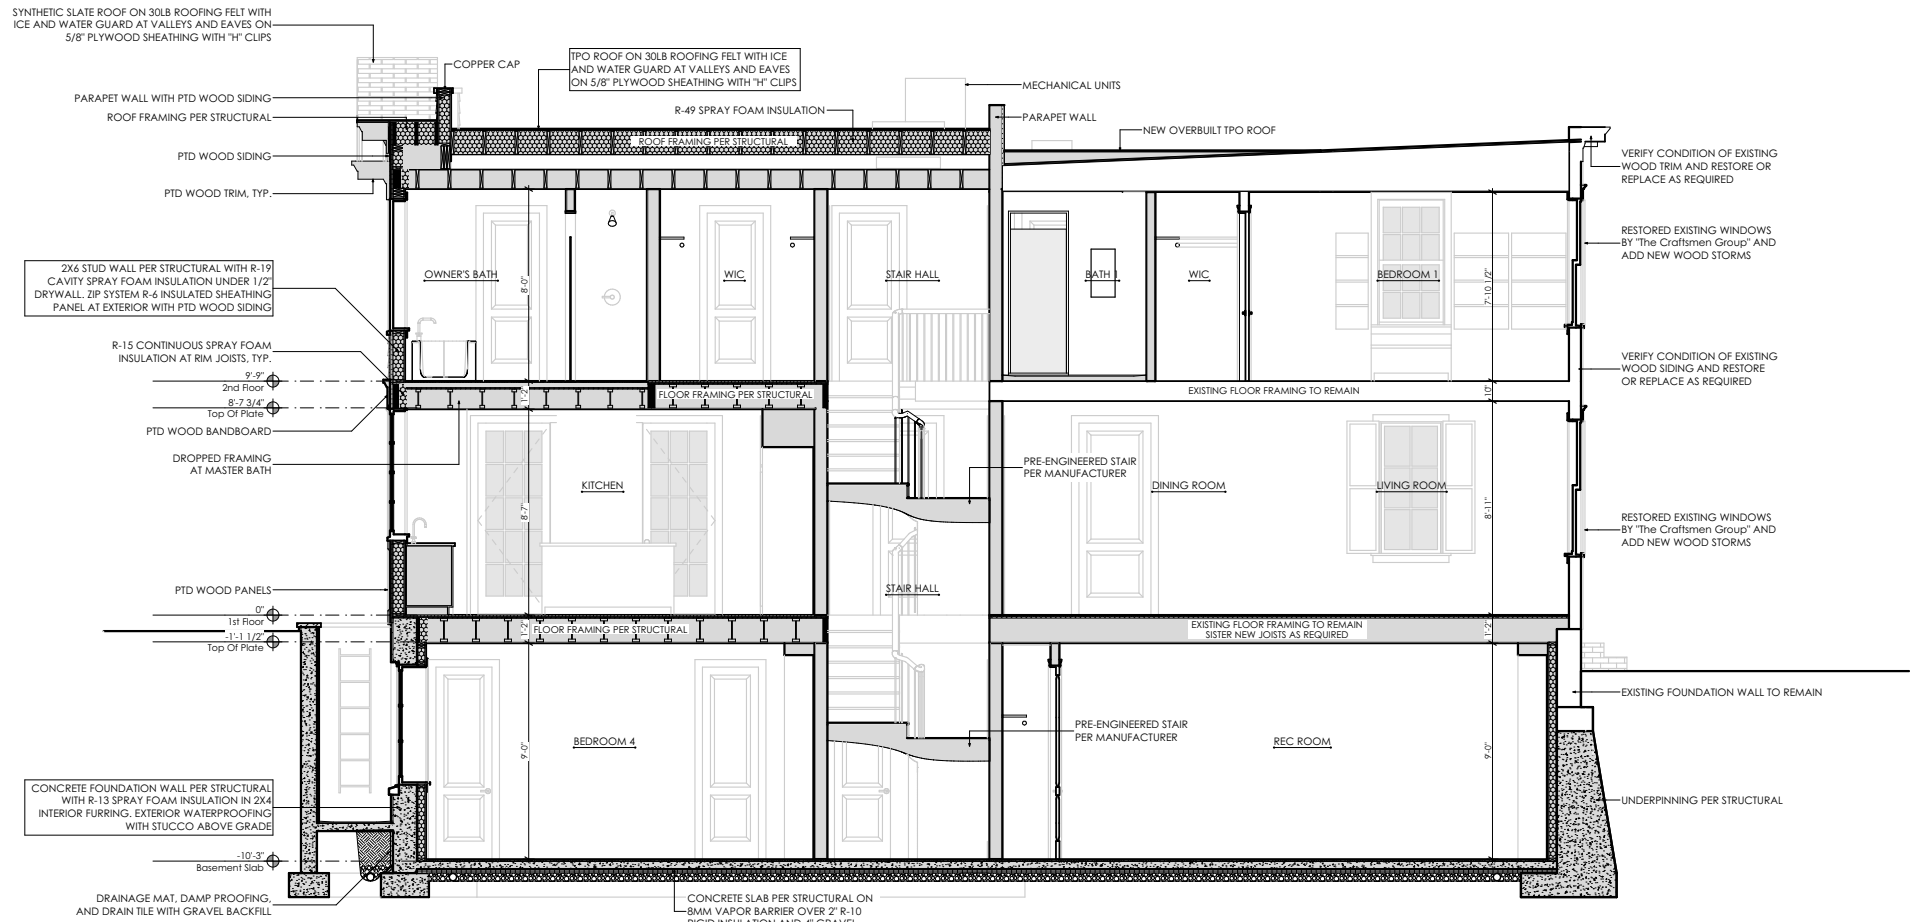 SYNTHETIC SLATE ROOF ON 30LB ROOFING FELT WITH
ICE AND WATER GUARD AT VALLEYS AND EAVES ON
5/8" PLYWOOD SHEATHING WITH "H" CLIPS
COPPER CAP
TPO ROOF ON 30LB ROOFING FELT WITH ICE
AND WATER GUARD AT VALLEYS AND EAVES
ON 5/8" PLYWOOD SHEATHING WITH "H" CLIPS
MECHANICAL UNITS
PARAPET WALL WITH PTD WOOD SIDING
R-49 SPRAY FOAM INSULATION
ROOF FRAMING PER STRUCTURAL
PARAPET WALL
NEW OVERBUILT TPO ROOF
ROOF FRAMING PER STRUCTURAL
PTD WOOD SIDING
VERIFY CONDITION OF EXISTING
WOOD TRIM AND RESTORE OR
REPLACE AS REQUIRED
PTD WOOD TRIM, TYP.
RESTORED EXISTING WINDOWS
BY "The Craftsmen Group" AND
ADD NEW WOOD STORMS
2X6 STUD WALL PER STRUCTURAL WITH R-19
CAVITY SPRAY FOAM INSULATION UNDER 1/2"
DRYWALL. ZIP SYSTEM R-6 INSULATED SHEATHING
PANEL AT EXTERIOR WITH PTD WOOD SIDING
OWNER'S BATH
8'-0"
WIC
STAIR HALL
BATH 1
WIC
BEDROOM 1
7'-10 1/2"
R-15 CONTINUOUS SPRAY FOAM
INSULATION AT RIM JOISTS, TYP.
VERIFY CONDITION OF EXISTING
WOOD SIDING AND RESTORE
OR REPLACE AS REQUIRED
9'-9"
2nd Floor
8'-7 3/4"
Top Of Plate
1'-2"
FLOOR FRAMING PER STRUCTURAL
EXISTING FLOOR FRAMING TO REMAIN
10"
PTD WOOD BANDBOARD
DROPPED FRAMING
AT MASTER BATH
PRE-ENGINEERED STAIR
PER MANUFACTURER
KITCHEN
8'-7"
DINING ROOM
LIVING ROOM
8'-11"
RESTORED EXISTING WINDOWS
BY "The Craftsmen Group" AND
ADD NEW WOOD STORMS
PTD WOOD PANELS
STAIR HALL
0"
1st Floor
-1'-1 1/2"
Top Of Plate
1'-2"
FLOOR FRAMING PER STRUCTURAL
EXISTING FLOOR FRAMING TO REMAIN
SISTER NEW JOISTS AS REQUIRED
1'-2"
EXISTING FOUNDATION WALL TO REMAIN
PRE-ENGINEERED STAIR
PER MANUFACTURER
BEDROOM 4
9'-0"
REC ROOM
9'-0"
CONCRETE FOUNDATION WALL PER STRUCTURAL
WITH R-13 SPRAY FOAM INSULATION IN 2X4
INTERIOR FURRING. EXTERIOR WATERPROOFING
WITH STUCCO ABOVE GRADE
UNDERPINNING PER STRUCTURAL
-10'-3"
Basement Slab
DRAINAGE MAT, DAMP PROOFING,
AND DRAIN TILE WITH GRAVEL BACKFILL
CONCRETE SLAB PER STRUCTURAL ON
8MM VAPOR BARRIER OVER 2" R-10
RIGID INSULATION AND 4" GRAVEL